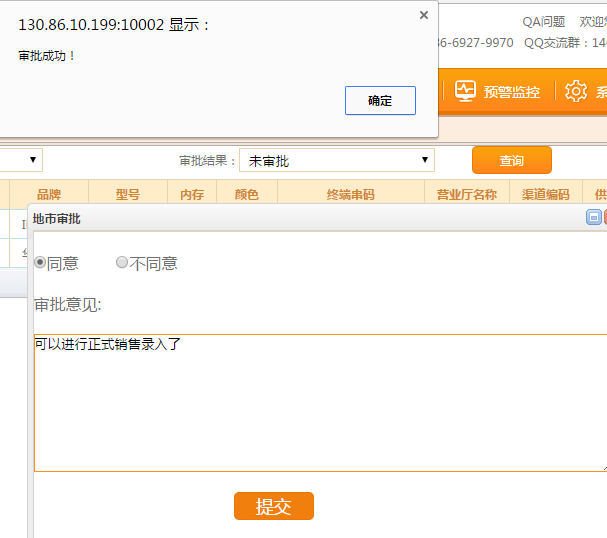 130.86.10.199:10002 显示：
审批成功！
确定
QA问题 欢迎
6-6927-9970 QQ交流群：14
预警监控
审批结果：
未审批
查询
品牌 型号 内存 颜色 终端串码 营业厅名称 渠道编码 供
地市审批
同意 不同意
审批意见:
可以进行正式销售录入了
提交